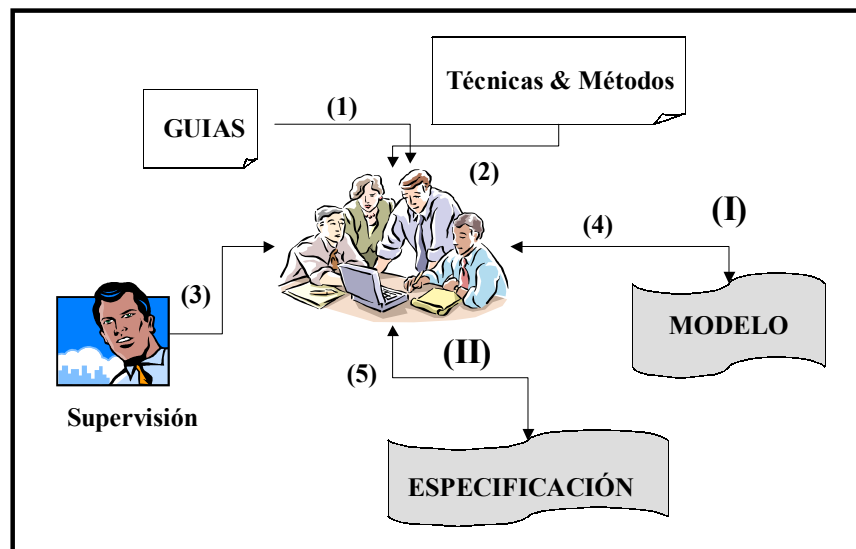 Técnicas & Métodos
(1)
GUIAS
(2)
(I)
(4)
(3)
MODELO
(II)
(5)
Supervisión
ESPECIFICACIÓN